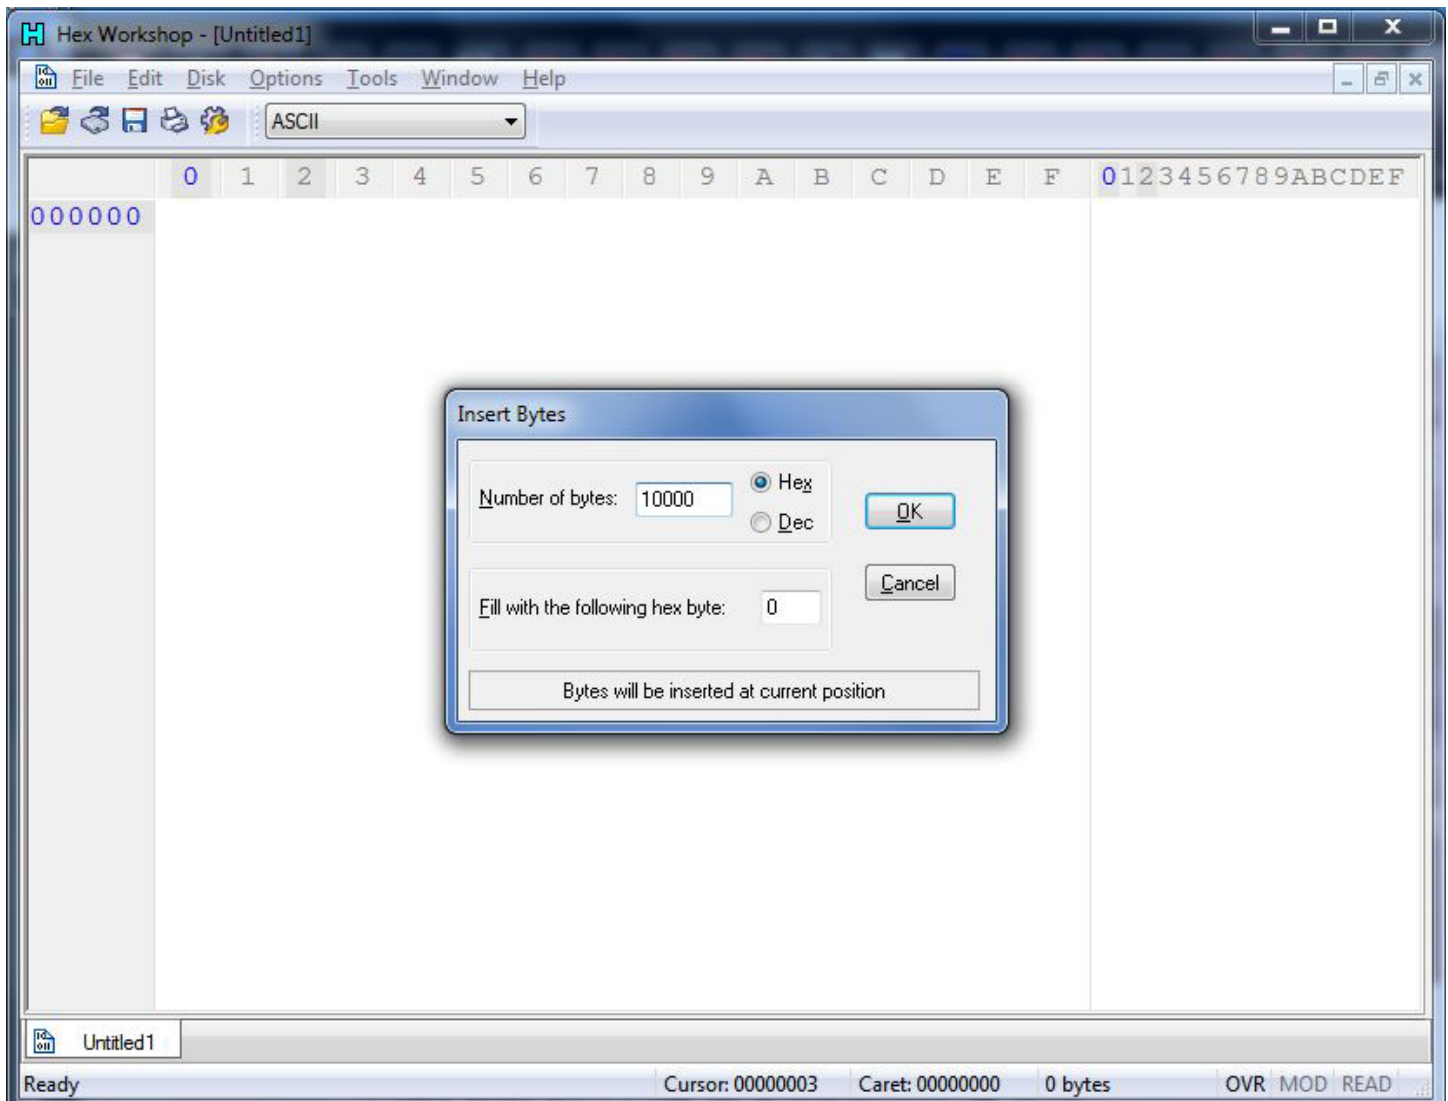 Hex Workshop - [Untitled1]
File Edit Disk Options Tools Window Help
ASCII
0 1 2 3 4 5 6 7 8 9 A B C D E F 0123456789ABCDEF
000000
Insert Bytes
Number of bytes: 10000
Hex
Dec
OK
Cancel
Fill with the following hex byte: 0
Bytes will be inserted at current position
Untitled1
Ready Cursor: 00000003 Caret: 00000000 0 bytes OVR MOD READ